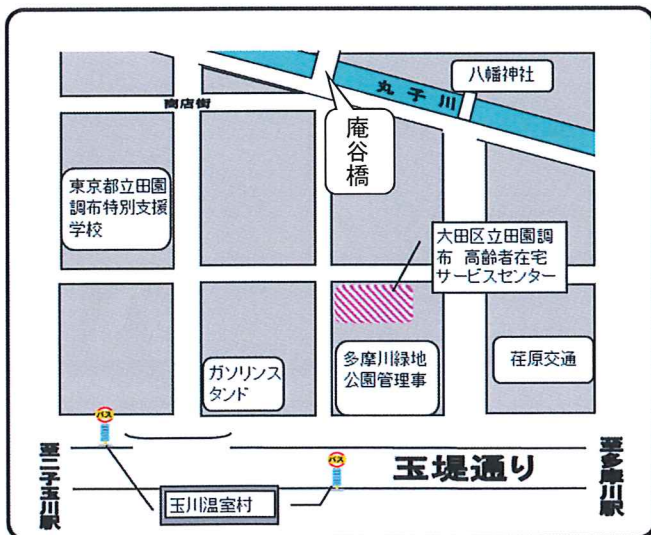 八幡神社
丸子川
商店街
庵谷橋
東京都立田園
調布特別支援
学校
大田区立田園調
布 高齢者在宅
サービスセンター
ガソリンス
タンド
多摩川緑地
公園管理事
荏原交通
バス
バス
至二子玉川駅
玉堤通り
至多摩川駅
玉川温室村